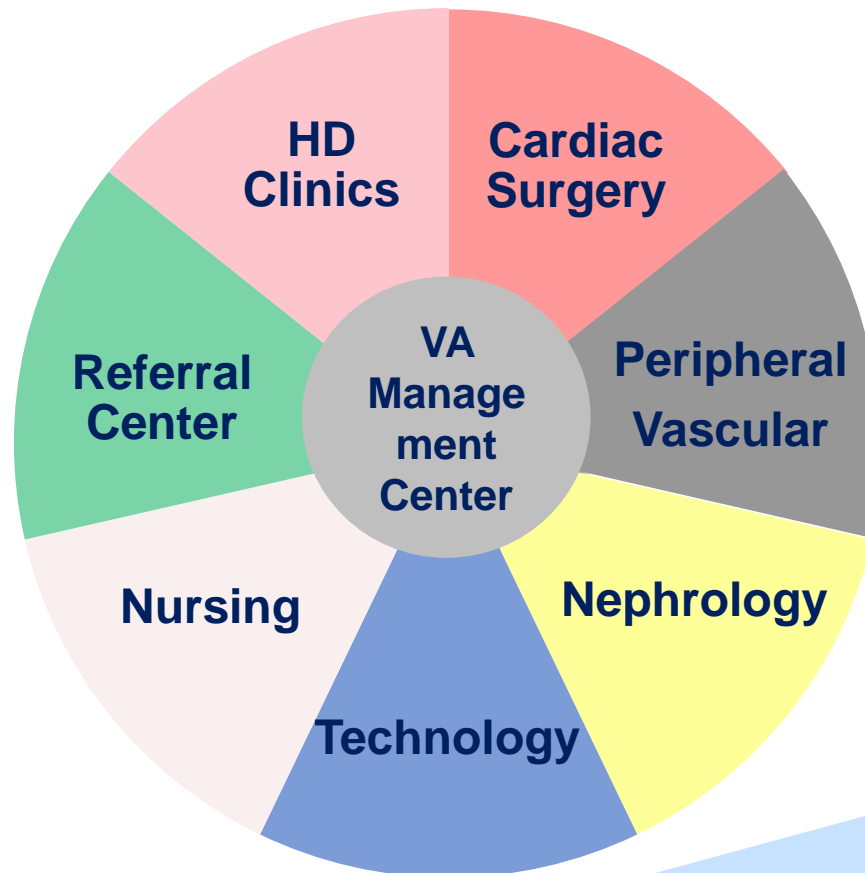 HD
Clinics
Cardiac
Surgery
Peripheral
Vascular
Nephrology
Technology
Nursing
Referral
Center
VA
Manage
ment
Center